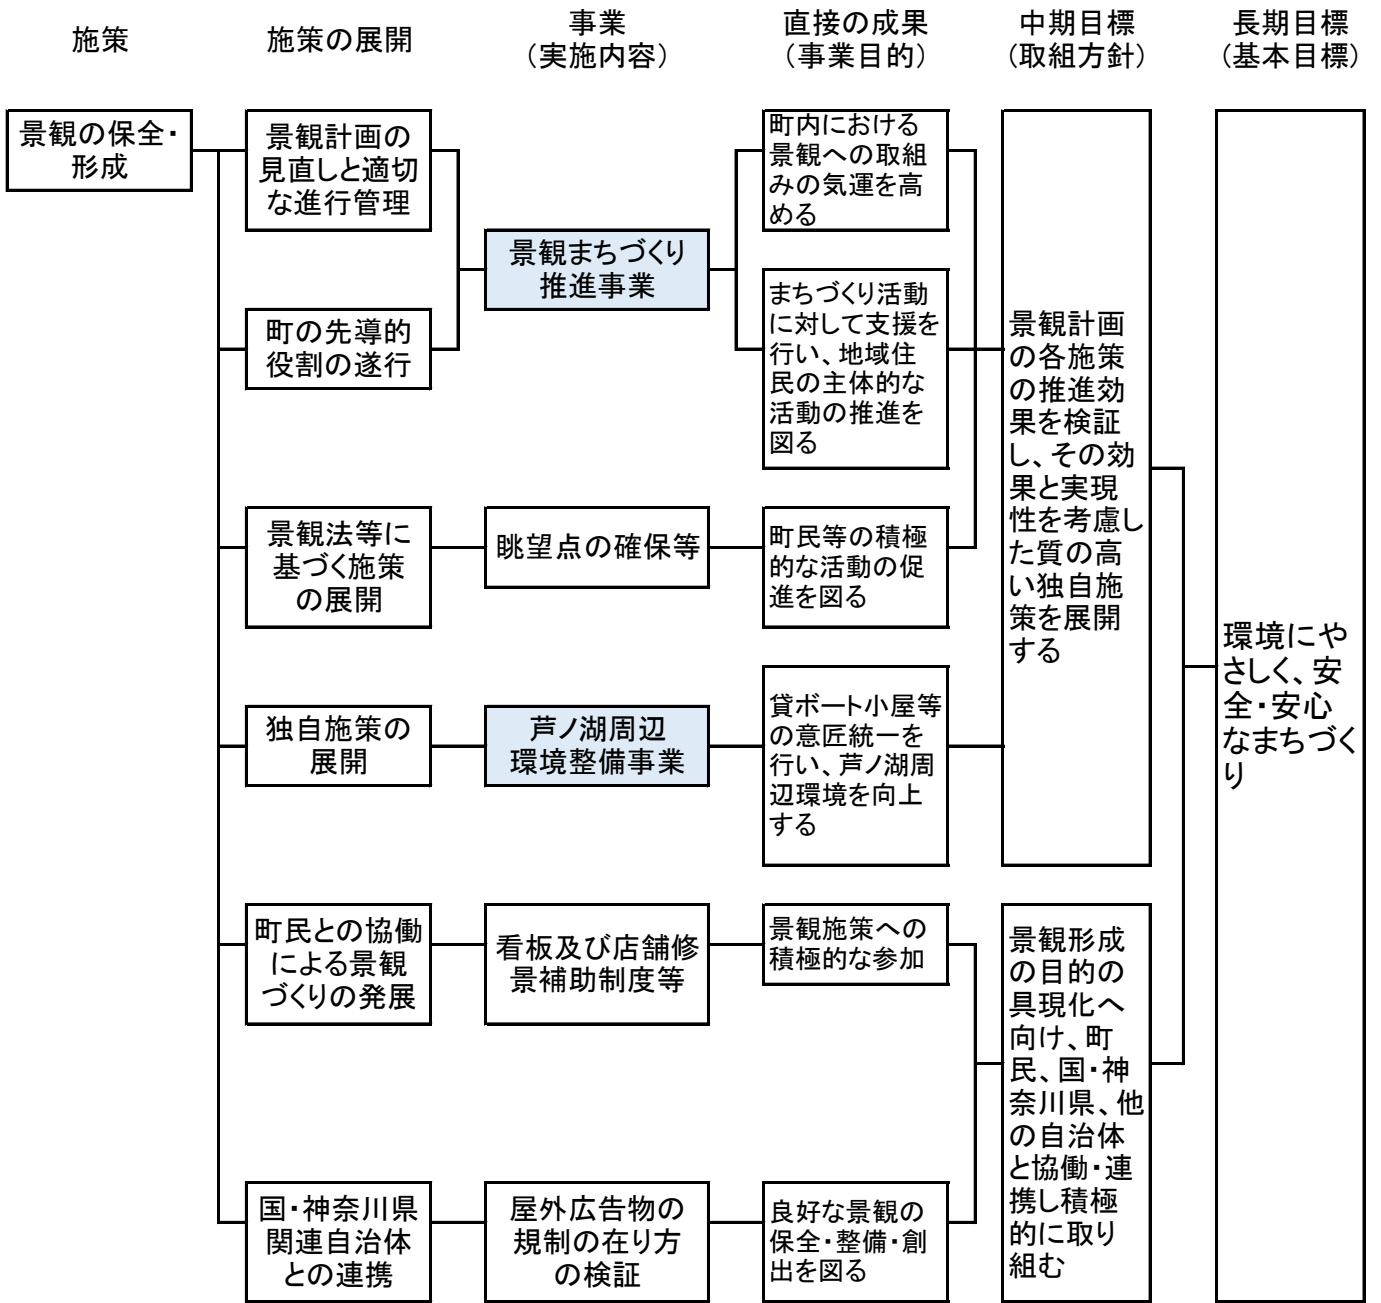 施策
施策の展開
事業
（実施内容）
直接の成果
（事業目的）
中期目標
（取組方針）
長期目標
（基本目標）
景観の保全・
形成
景観計画の
見直しと適切
な進行管理
町の先導的
役割の遂行
景観法等に
基づく施策
の展開
独自施策の
展開
町民との協働
による景観
づくりの発展
国・神奈川県
関連自治体
との連携
景観まちづくり
推進事業
眺望点の確保等
芦ノ湖周辺
環境整備事業
看板及び店舗修
景補助制度等
屋外広告物の
規制の在り方
の検証
町内における
景観への取組
みの気運を高
める
まちづくり活動
に対して支援を
行い、地域住
民の主体的な
活動の推進を
図る
町民等の積極
的な活動の促
進を図る
貸ボート小屋等
の意匠統一を
行い、芦ノ湖周
辺環境を向上
する
景観施策への
積極的な参加
良好な景観の
保全・整備・創
出を図る
景観計画
の各施策
の推進効
果を検証
し、その効
果と実現
性を考慮し
た質の高
い独自施
策を展開
する
景観形成
の目的の
具現化へ
向け、町
民、国・神
奈川県、他
の自治体
と協働・連
携し積極
的に取り
組む
環境にや
さしく、安
全・安心
なまちづく
り